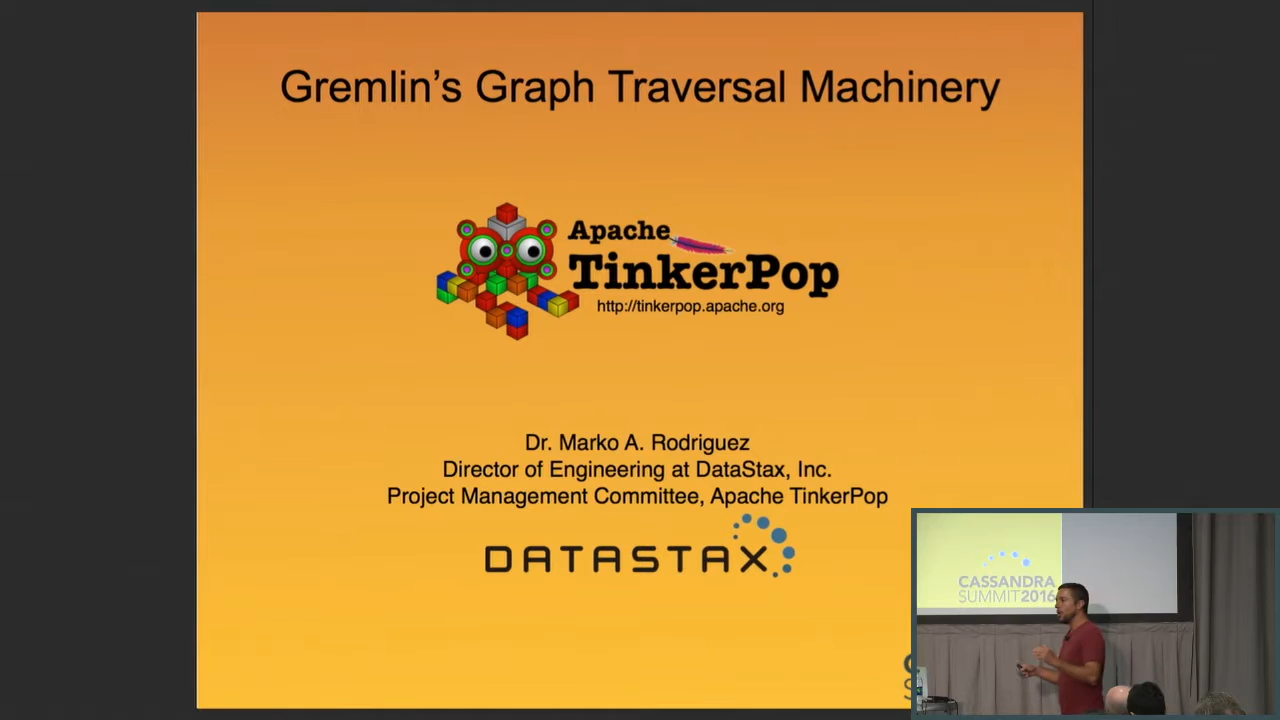 Gremlin's Graph Traversal Machinery
Apache
TinkerPop
http://tinkerpop.apache.org
Dr. Marko A. Rodriguez
Director of Engineering at DataStax, Inc.
Project Management Committee, Apache TinkerPop
DATASTAX
CASSANDRA
SUMMIT2016